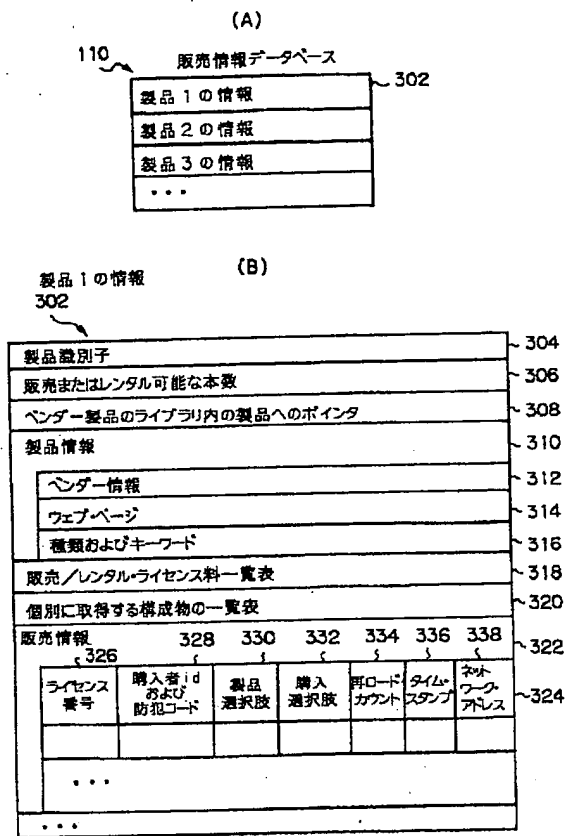 (A)
110
販売情報データベース
302
製品1の情報
製品2の情報
製品3の情報
・・・
(B)
製品1の情報
302
製品識別子
304
販売またはレンタル可能な本数
306
ベンダー製品のライブラリ内の製品へのポインタ
308
製品情報
310
ベンダー情報
312
ウェブ・ページ
314
種類およびキーワード
316
販売/レンタル・ライセンス料一覧表
318
個別に取得する構成物の一覧表
320
販売情報
322
326 328 330 332 334 336 338
ライセンス番号
購入者idおよび防犯コード
製品選択肢
購入選択肢
再ロード・カウント
タイム・スタンプ
ネットワーク・アドレス
324
・・・
・・・